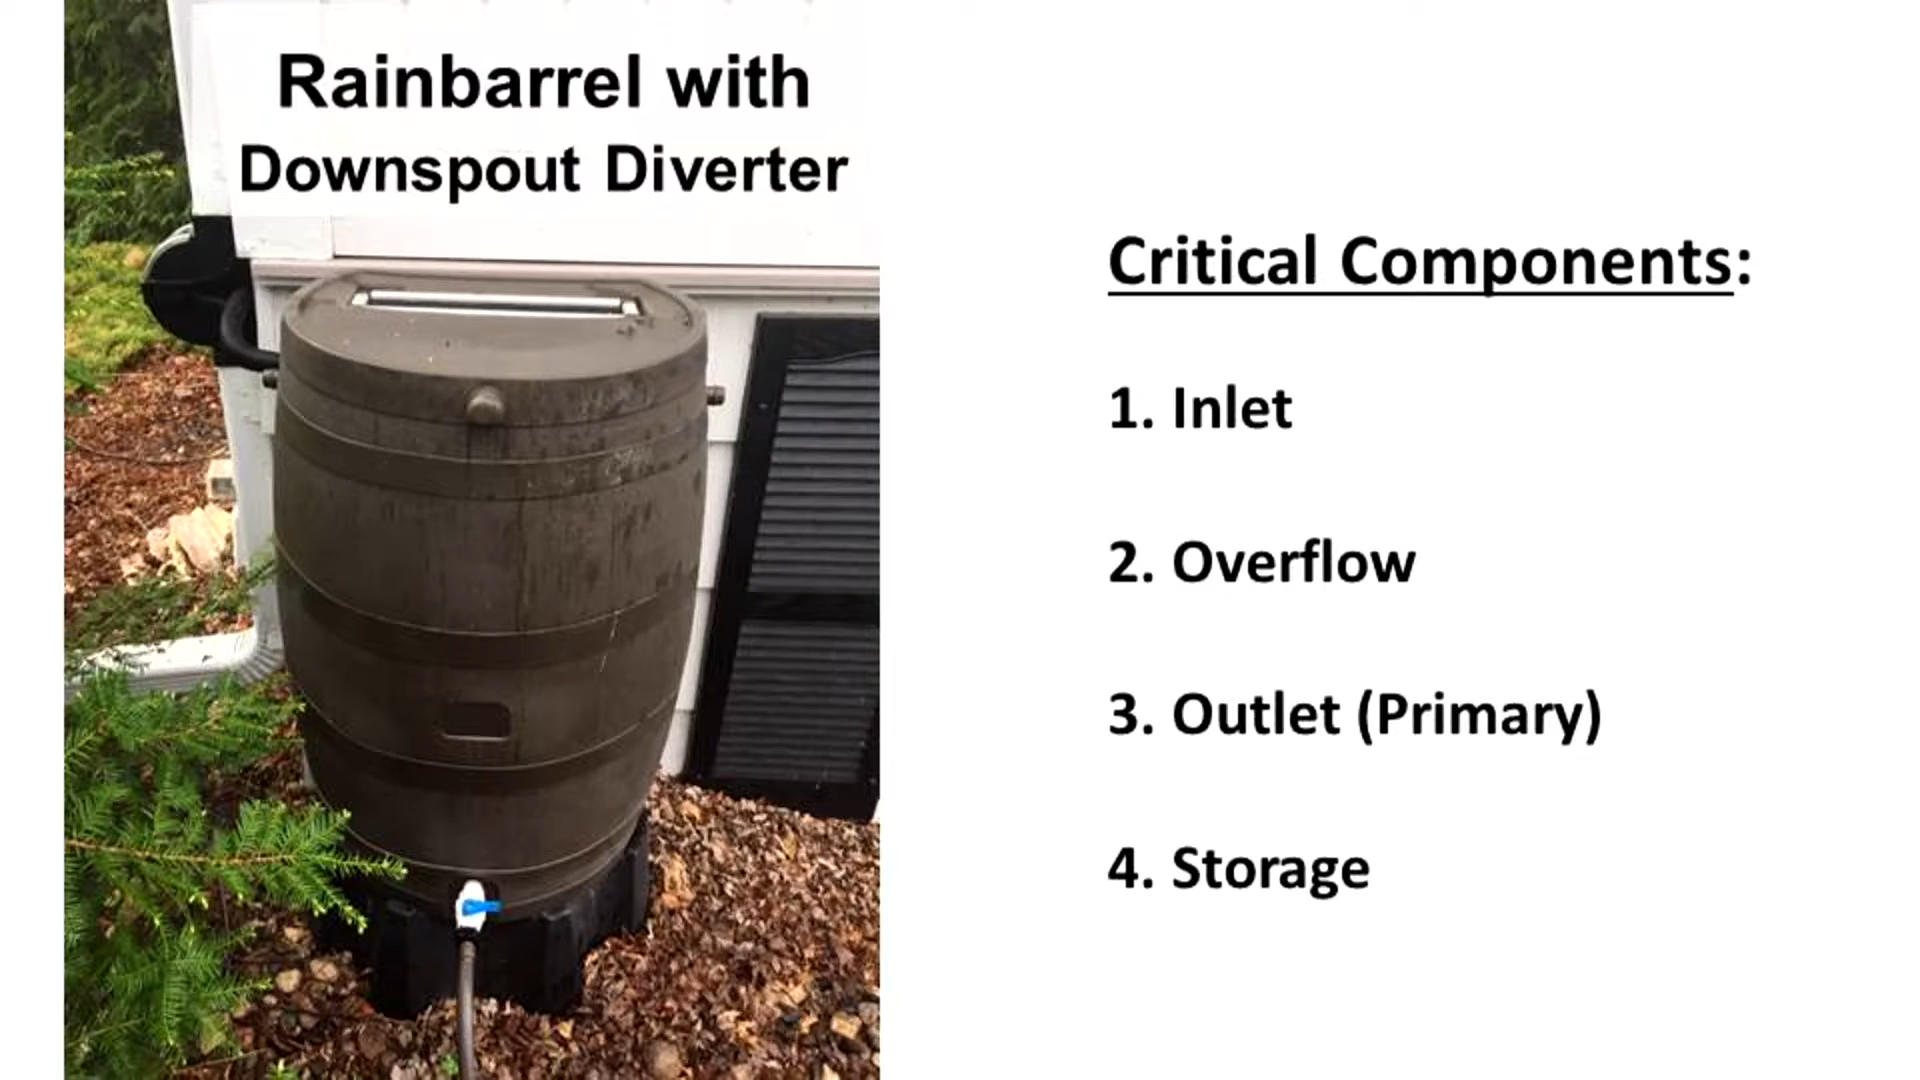 Rainbarrel with
Downspout Diverter
Critical Components:
1. Inlet
2. Overflow
3. Outlet (Primary)
4. Storage